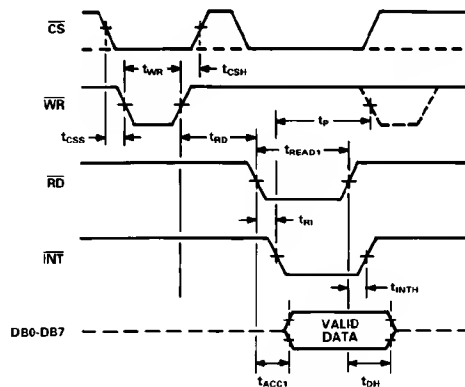 CS
tWR
tCSH
WR
tP
tCSS
tRD
tREAD1
RD
tRI
INT
tINTH
DB0-DB7
VALID
DATA
tACC1
tDH